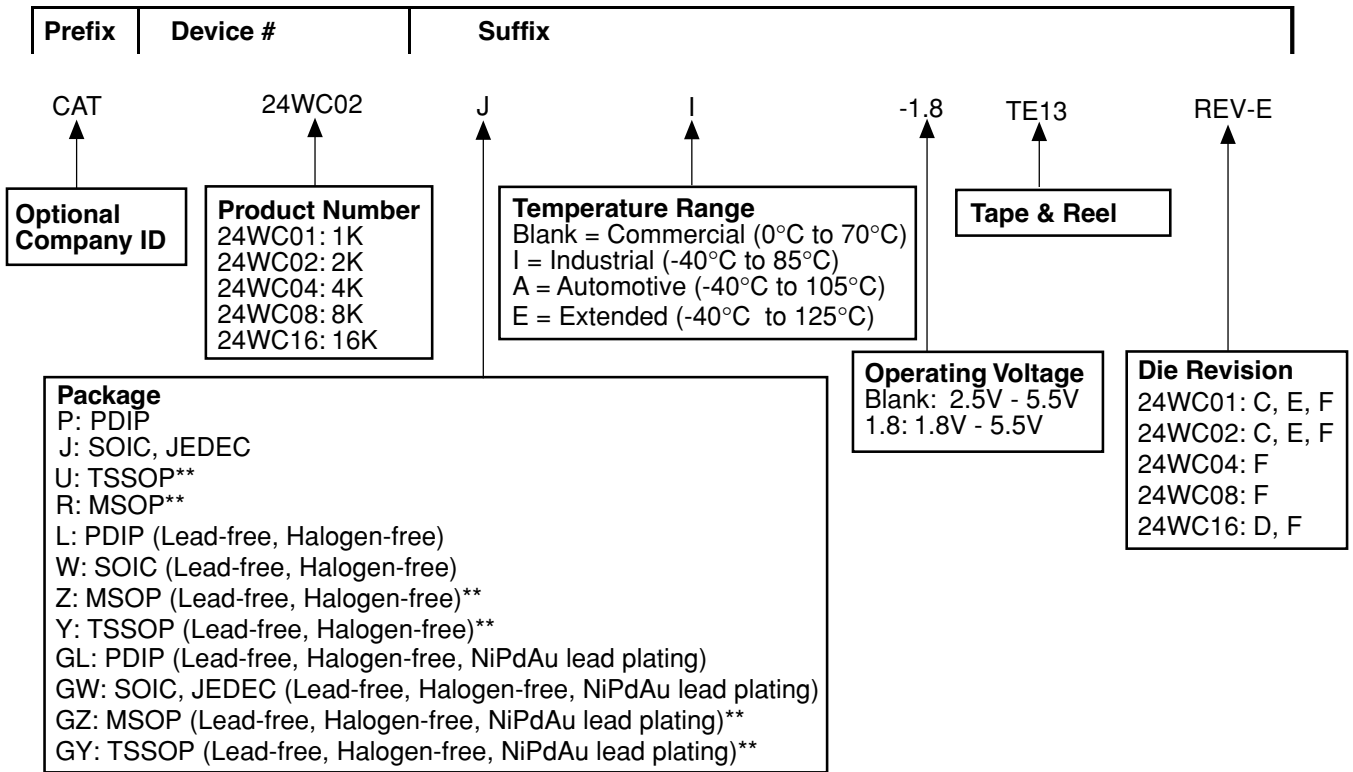 Prefix Device # Suffix
CAT 24WC02 J I -1.8 TE13 REV-E
Optional
Company ID
Product Number
24WC01: 1K
24WC02: 2K
24WC04: 4K
24WC08: 8K
24WC16: 16K
Temperature Range
Blank = Commercial (0°C to 70°C)
I = Industrial (-40°C to 85°C)
A = Automotive (-40°C to 105°C)
E = Extended (-40°C to 125°C)
Tape & Reel
Package
P: PDIP
J: SOIC, JEDEC
U: TSSOP**
R: MSOP**
L: PDIP (Lead-free, Halogen-free)
W: SOIC (Lead-free, Halogen-free)
Z: MSOP (Lead-free, Halogen-free)**
Y: TSSOP (Lead-free, Halogen-free)**
GL: PDIP (Lead-free, Halogen-free, NiPdAu lead plating)
GW: SOIC, JEDEC (Lead-free, Halogen-free, NiPdAu lead plating)
GZ: MSOP (Lead-free, Halogen-free, NiPdAu lead plating)**
GY: TSSOP (Lead-free, Halogen-free, NiPdAu lead plating)**
Operating Voltage
Blank: 2.5V - 5.5V
1.8: 1.8V - 5.5V
Die Revision
24WC01: C, E, F
24WC02: C, E, F
24WC04: F
24WC08: F
24WC16: D, F